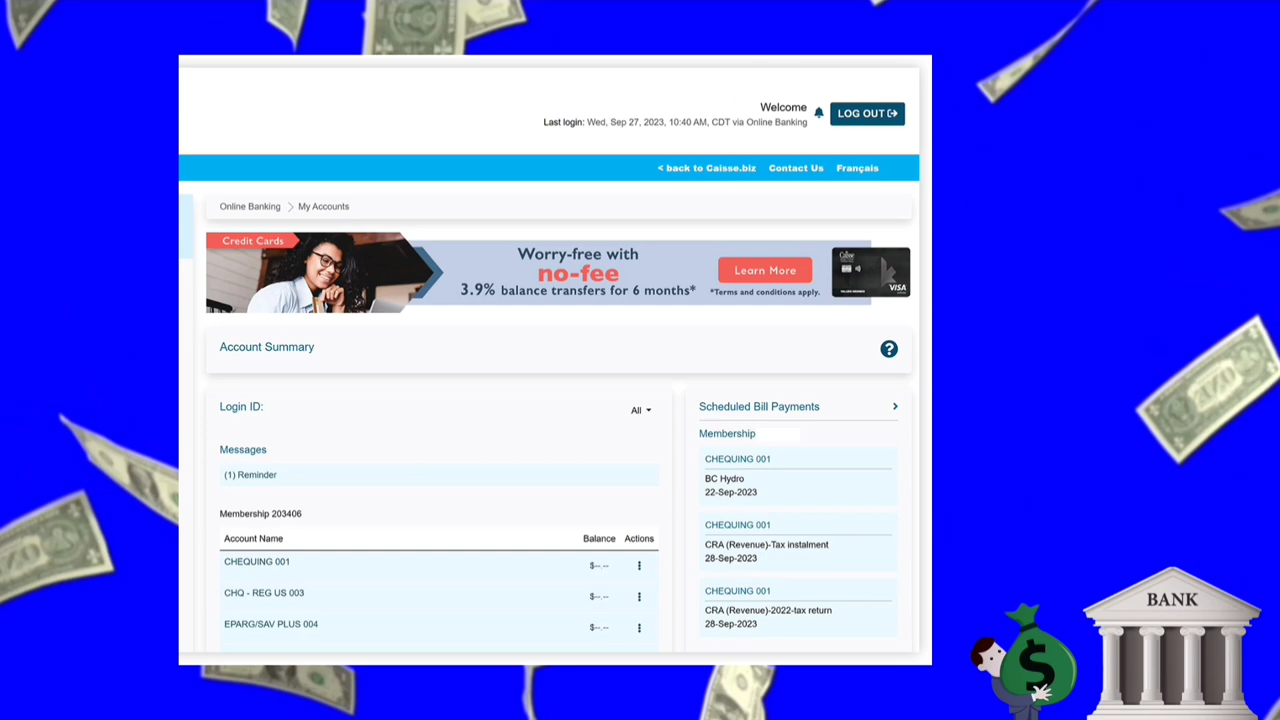 Welcome
LOG OUT
Last login: Wed, Sep 27, 2023, 10:40 AM, CDT via Online Banking
< back to Caisse.biz Contact Us Français
Online Banking My Accounts
Credit Cards
Worry-free with
no-fee
3.9% balance transfers for 6 months*
Learn More
*Terms and conditions apply.
Caisse
VISA
Account Summary
?
Login ID:
All
Messages
(1) Reminder
Membership 203406
Account Name Balance Actions
CHEQUING 001 $--.--
CHQ - REG US 003 $--.--
EPARG/SAV PLUS 004 $--.--
Scheduled Bill Payments
Membership
CHEQUING 001
BC Hydro
22-Sep-2023
CHEQUING 001
CRA (Revenue)-Tax instalment
28-Sep-2023
CHEQUING 001
CRA (Revenue)-2022-tax return
28-Sep-2023
BANK
$